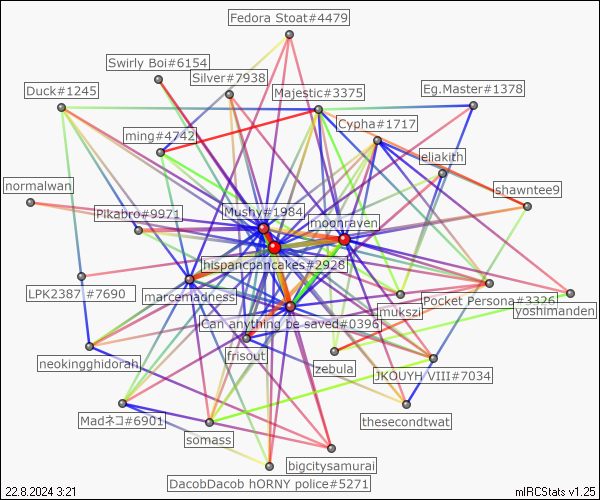 Fedora Stoat#4479
Swirly Boi#6154
Silver#7938
Duck#1245
Majestic#3375
Eg.Master#1378
Cypha#1717
ming#4742
eliakith
normalwan
shawntee9
Pikabro#9971
Mushy#1984
moonraven
hispancpancakes#2928
LPK2387 #7690
marcemadness
mukszi
Pocket Persona#3326
yoshimanden
Can anything be saved#0396
frisout
zebula
neokingghidorah
JKOLVH VIII#7034
Madネコ#6901
thesecondtwat
somass
bigcitysamurai
DacobDacob hORNY police#5271
22.8.2024 3:21
mIRCStats v1.25